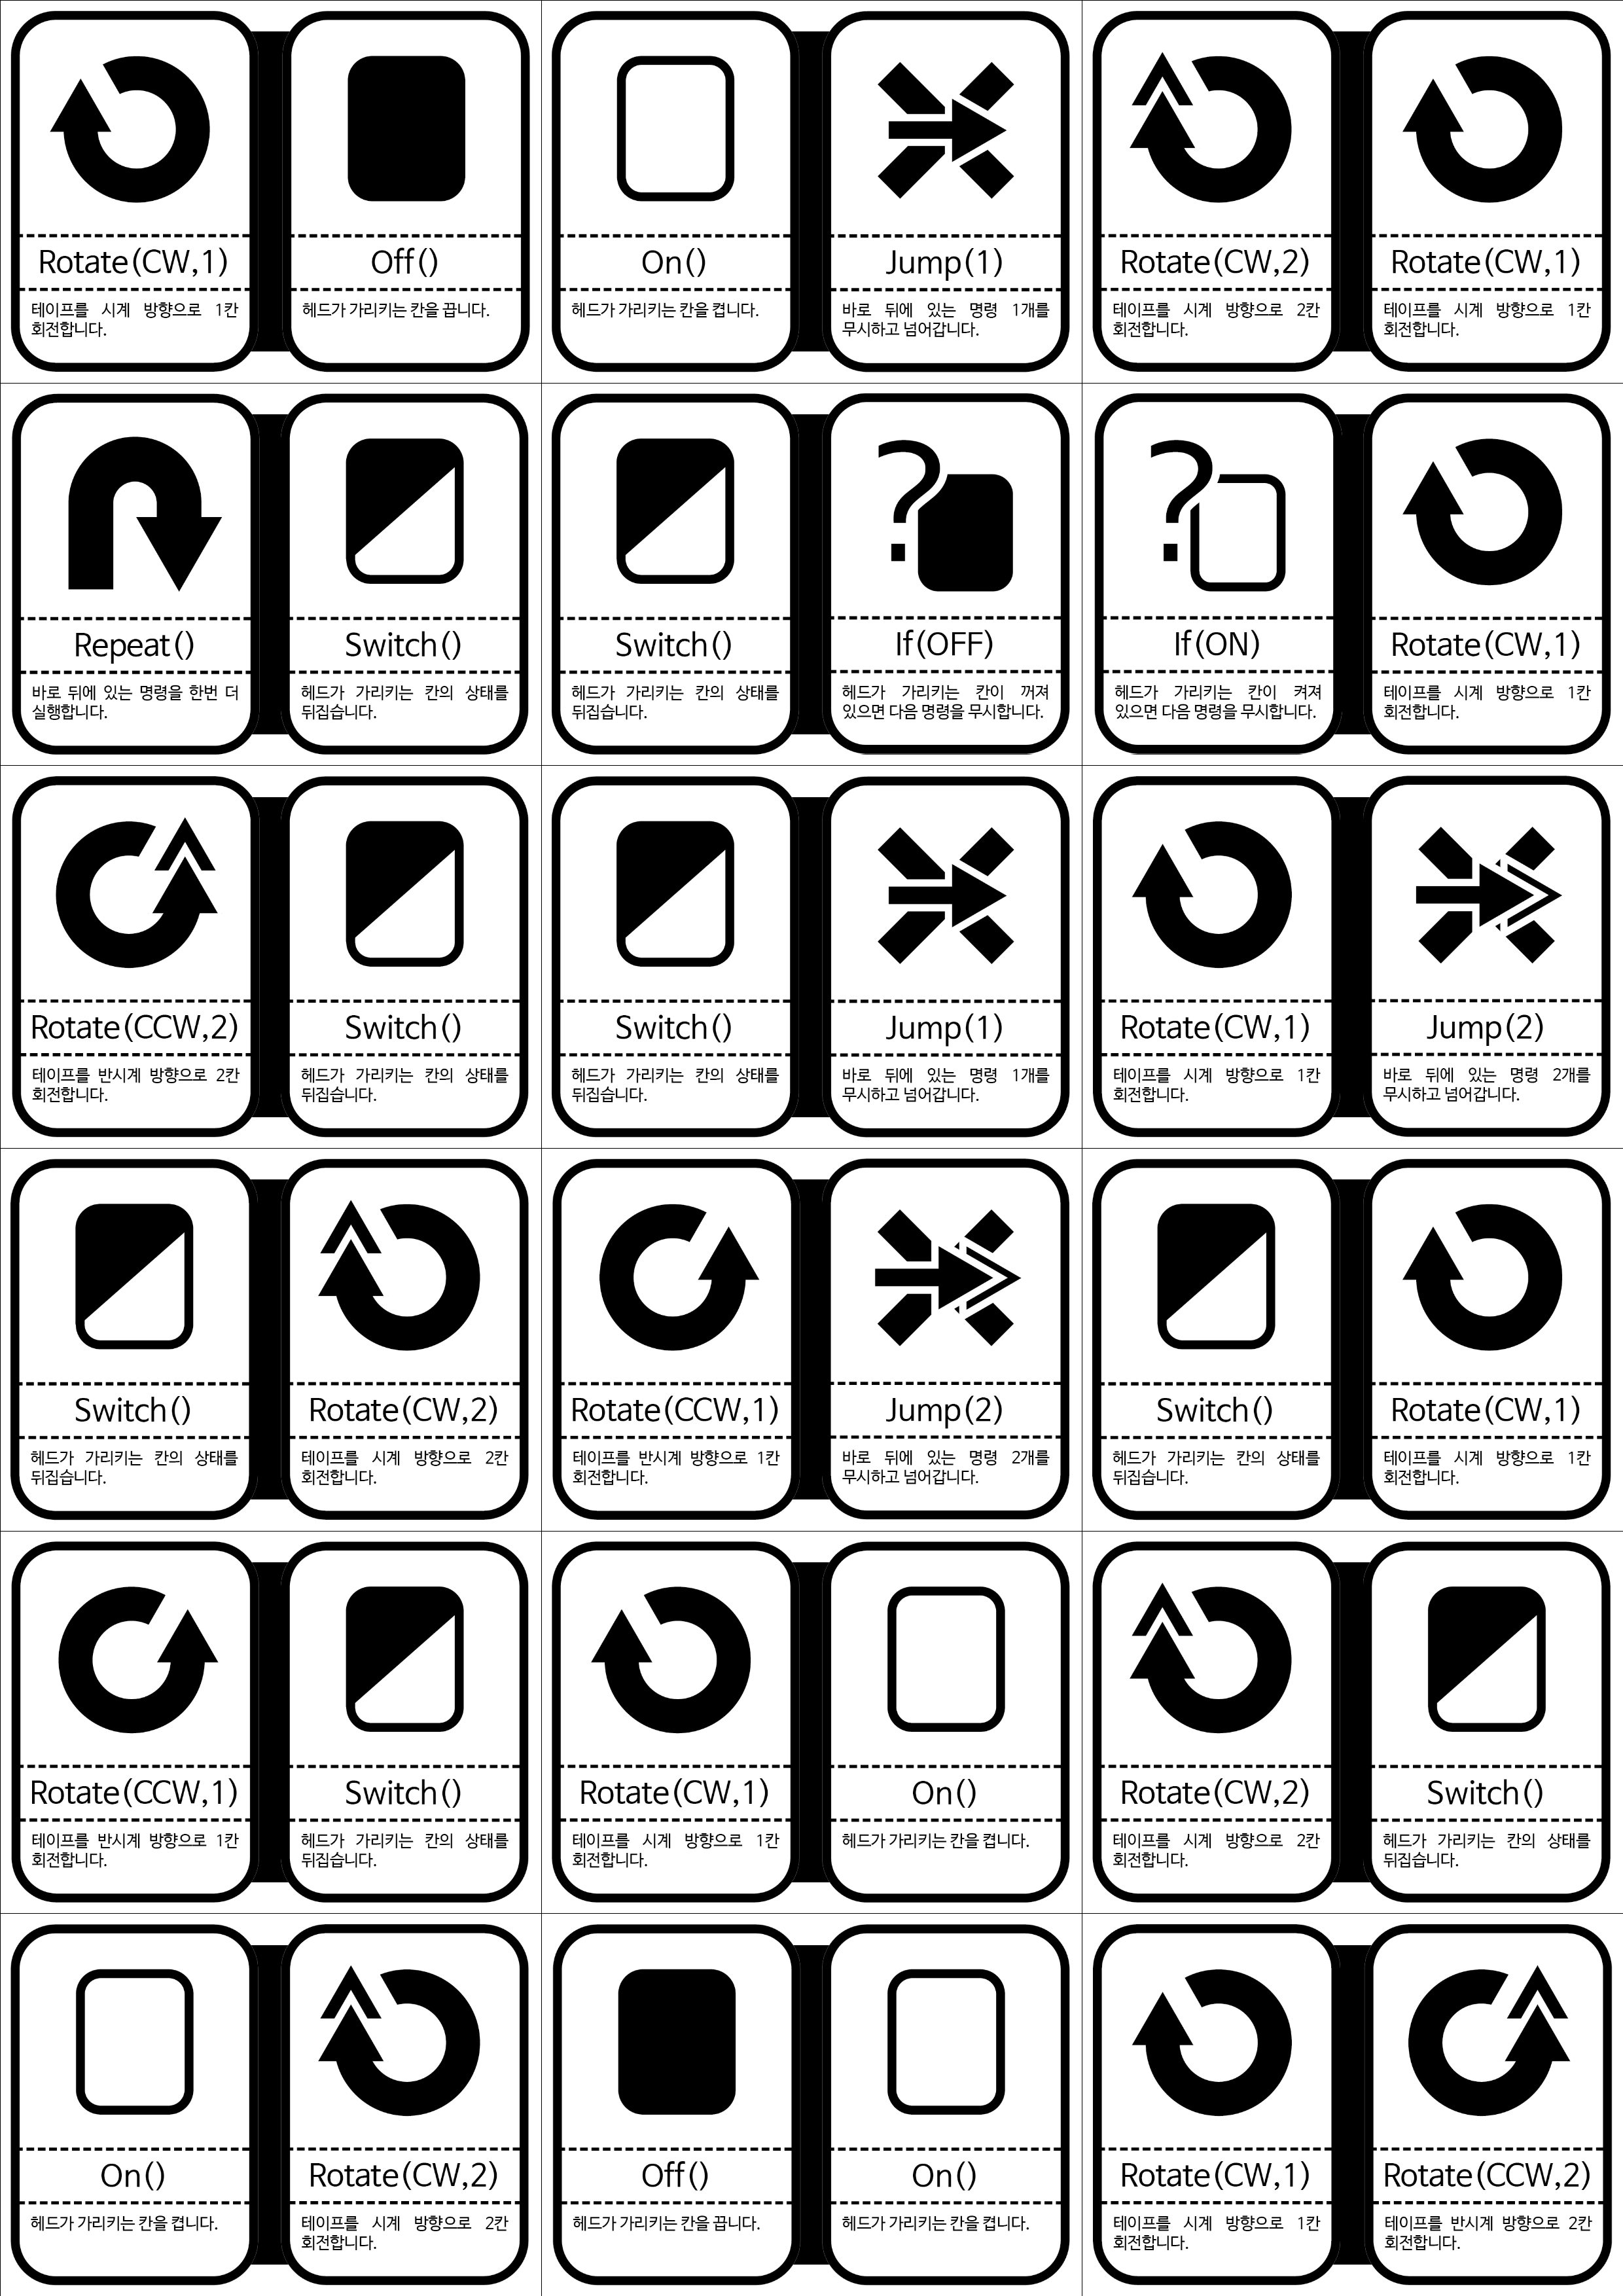 Rotate(CW,1)
테이프를 시계 방향으로 1칸
회전합니다.
Off()
헤드가 가리키는 칸을 끕니다.
On()
헤드가 가리키는 칸을 켭니다.
Jump(1)
바로 뒤에 있는 명령 1개를
무시하고 넘어갑니다.
Rotate(CW,2)
테이프를 시계 방향으로 2칸
회전합니다.
Rotate(CW,1)
테이프를 시계 방향으로 1칸
회전합니다.
Repeat()
바로 뒤에 있는 명령을 한번 더
실행합니다.
Switch()
헤드가 가리키는 칸의 상태를
뒤집습니다.
Switch()
헤드가 가리키는 칸의 상태를
뒤집습니다.
?
If(OFF)
헤드가 가리키는 칸이 꺼져
있으면 다음 명령을 무시합니다.
?
If(ON)
헤드가 가리키는 칸이 켜져
있으면 다음 명령을 무시합니다.
Rotate(CW,1)
테이프를 시계 방향으로 1칸
회전합니다.
Rotate(CCW,2)
테이프를 반시계 방향으로 2칸
회전합니다.
Switch()
헤드가 가리키는 칸의 상태를
뒤집습니다.
Switch()
헤드가 가리키는 칸의 상태를
뒤집습니다.
Jump(1)
바로 뒤에 있는 명령 1개를
무시하고 넘어갑니다.
Rotate(CW,1)
테이프를 시계 방향으로 1칸
회전합니다.
Jump(2)
바로 뒤에 있는 명령 2개를
무시하고 넘어갑니다.
Switch()
헤드가 가리키는 칸의 상태를
뒤집습니다.
Rotate(CW,2)
테이프를 시계 방향으로 2칸
회전합니다.
Rotate(CCW,1)
테이프를 반시계 방향으로 1칸
회전합니다.
Jump(2)
바로 뒤에 있는 명령 2개를
무시하고 넘어갑니다.
Switch()
헤드가 가리키는 칸의 상태를
뒤집습니다.
Rotate(CW,1)
테이프를 시계 방향으로 1칸
회전합니다.
Rotate(CCW,1)
테이프를 반시계 방향으로 1칸
회전합니다.
Switch()
헤드가 가리키는 칸의 상태를
뒤집습니다.
Rotate(CW,1)
테이프를 시계 방향으로 1칸
회전합니다.
On()
헤드가 가리키는 칸을 켭니다.
Rotate(CW,2)
테이프를 시계 방향으로 2칸
회전합니다.
Switch()
헤드가 가리키는 칸의 상태를
뒤집습니다.
On()
헤드가 가리키는 칸을 켭니다.
Rotate(CW,2)
테이프를 시계 방향으로 2칸
회전합니다.
Off()
헤드가 가리키는 칸을 끕니다.
On()
헤드가 가리키는 칸을 켭니다.
Rotate(CW,1)
테이프를 시계 방향으로 1칸
회전합니다.
Rotate(CCW,2)
테이프를 반시계 방향으로 2칸
회전합니다.